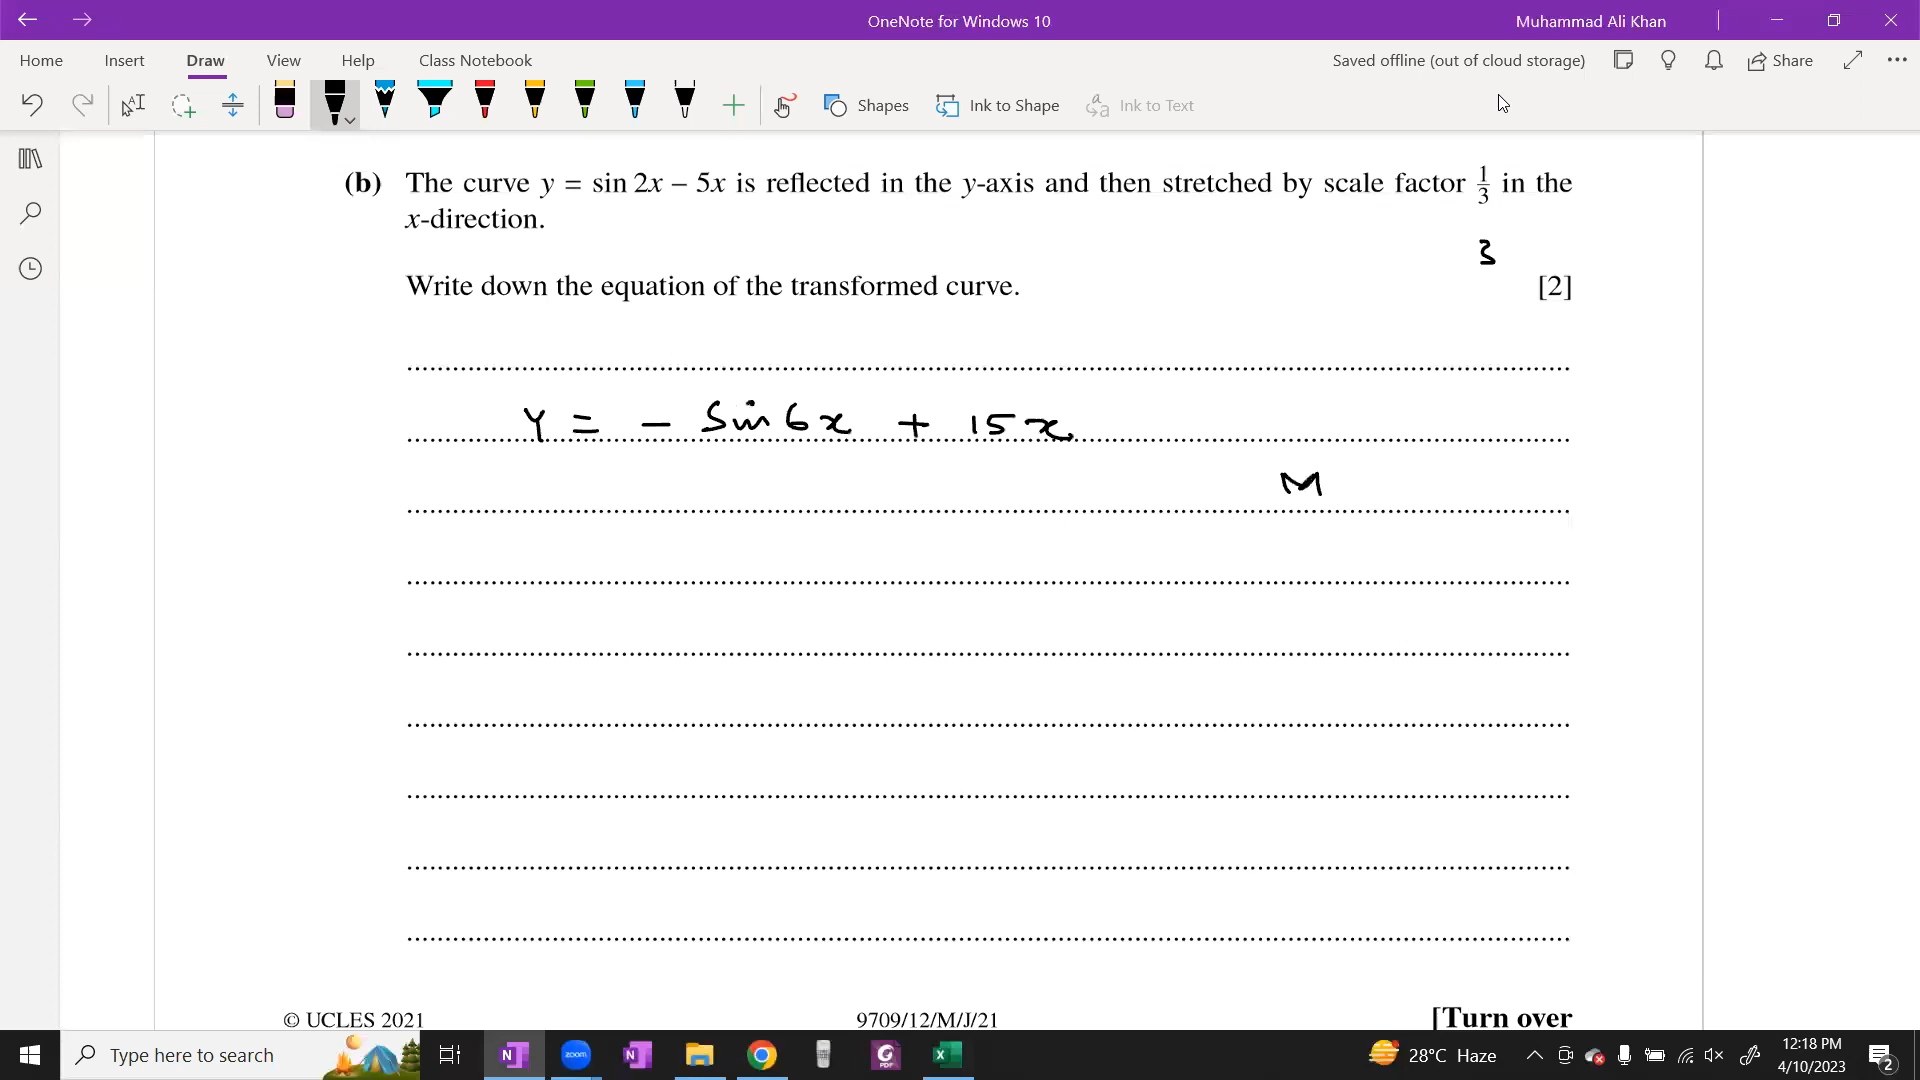 OneNote for Windows 10
Muhammad Ali Khan
Home Insert Draw View Help Class Notebook
Saved offline (out of cloud storage)
Share
Shapes
Ink to Shape
Ink to Text
(b) The curve y = sin 2x − 5x is reflected in the y-axis and then stretched by scale factor 1/3 in the
x-direction.
3
Write down the equation of the transformed curve. [2]
y = − sin 6x + 15x
M
© UCLES 2021 9709/12/M/J/21 [Turn over
Type here to search
zoom
28°C Haze
12:18 PM
4/10/2023
2